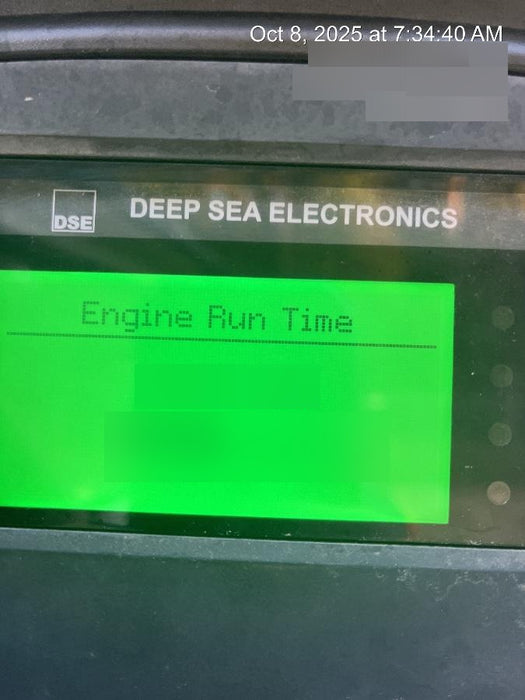 Oct 8, 2025 at 7:34:40 AM
DSE DEEP SEA ELECTRONICS
Engine Run Time